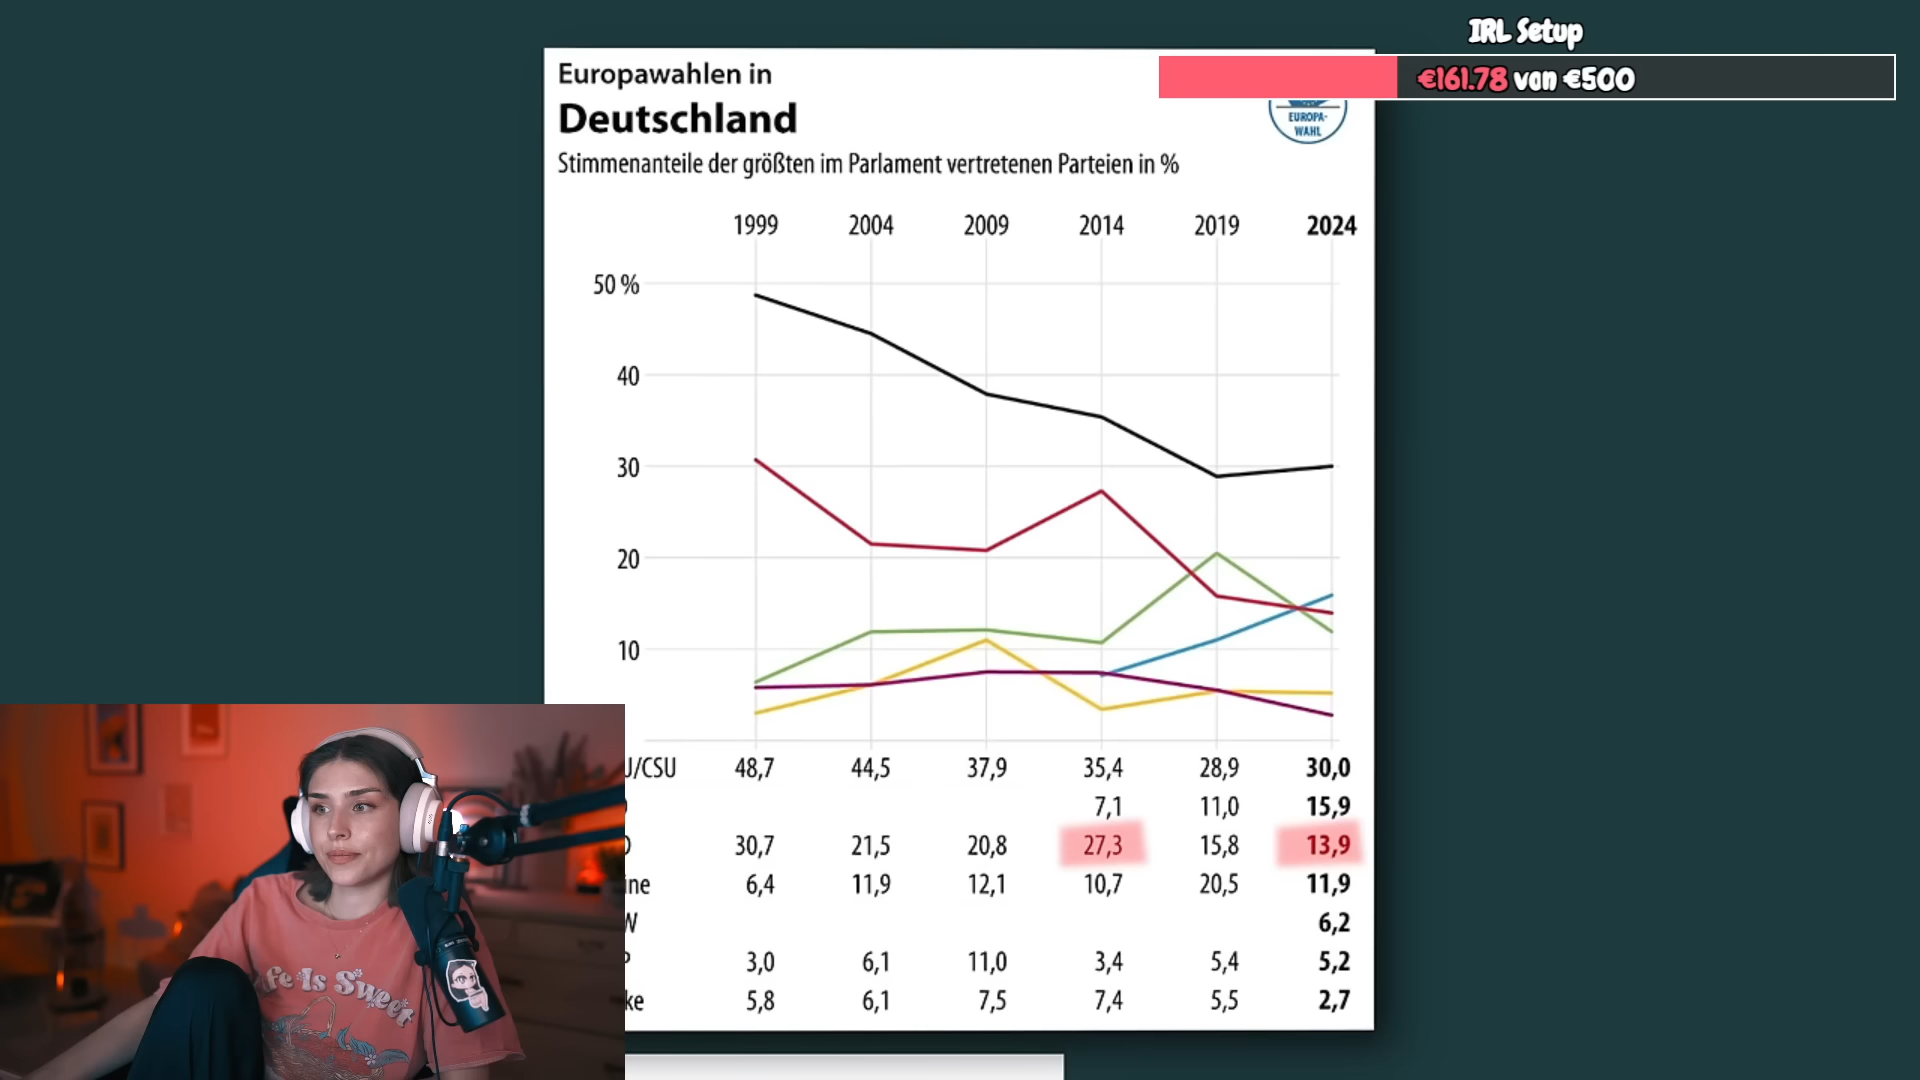 IRL Setup
€161.78 von €500
Europawahlen in
Deutschland
EUROPA-
WAHL
Stimmenanteile der größten im Parlament vertretenen Parteien in %
1999 2004 2009 2014 2019 2024
50 %
40
30
20
10
U/CSU 48,7 44,5 37,9 35,4 28,9 30,0
7,1 11,0 15,9
D 30,7 21,5 20,8 27,3 15,8 13,9
ine 6,4 11,9 12,1 10,7 20,5 11,9
W 6,2
P 3,0 6,1 11,0 3,4 5,4 5,2
ke 5,8 6,1 7,5 7,4 5,5 2,7
fe Is Sweet